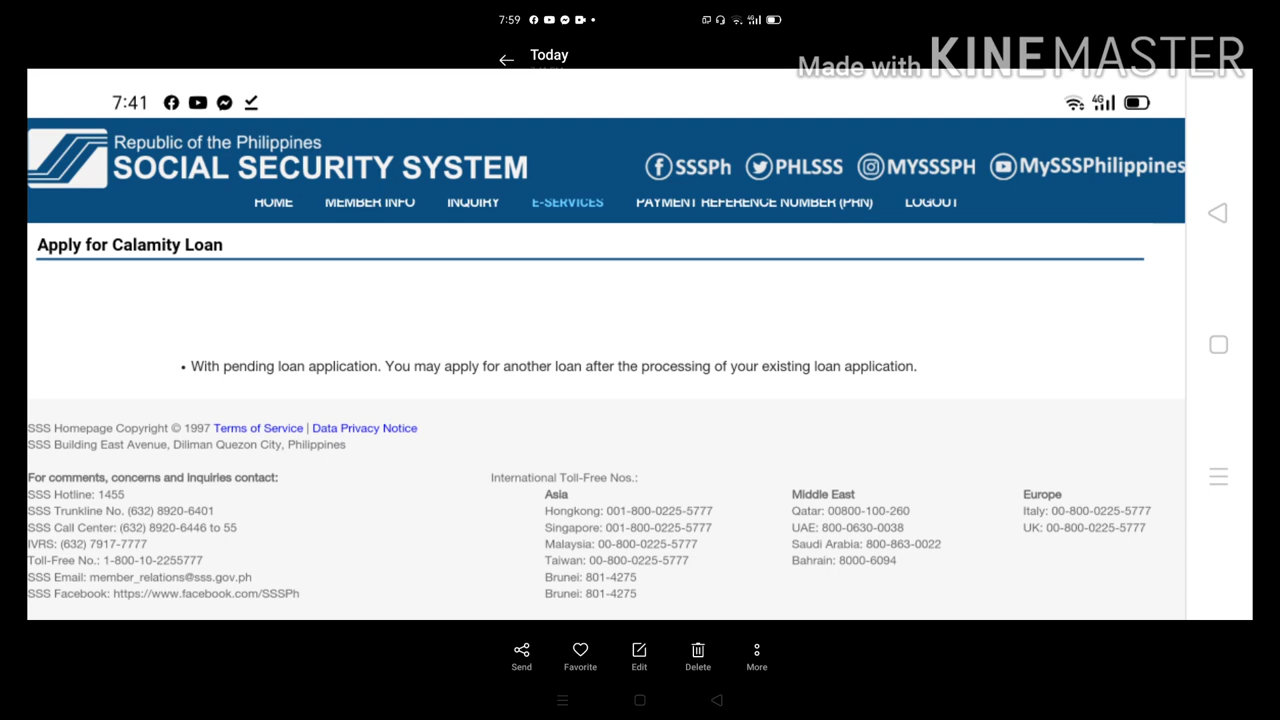 7:59
4G
Today
Made with KINEMASTER
7:41
4G
Republic of the Philippines
SOCIAL SECURITY SYSTEM
SSSPh PHLSSS MYSSSPH MySSSPhilippines
HOME MEMBER INFO INQUIRY E-SERVICES PAYMENT REFERENCE NUMBER (PRN) LOGOUT
Apply for Calamity Loan
• With pending loan application. You may apply for another loan after the processing of your existing loan application.
SSS Homepage Copyright © 1997 Terms of Service | Data Privacy Notice
SSS Building East Avenue, Diliman Quezon City, Philippines
For comments, concerns and inquiries contact:
SSS Hotline: 1455
SSS Trunkline No. (632) 8920-6401
SSS Call Center: (632) 8920-6446 to 55
IVRS: (632) 7917-7777
Toll-Free No.: 1-800-10-2255777
SSS Email: member_relations@sss.gov.ph
SSS Facebook: https://www.facebook.com/SSSPh
International Toll-Free Nos.:
Asia
Hongkong: 001-800-0225-5777
Singapore: 001-800-0225-5777
Malaysia: 00-800-0225-5777
Taiwan: 00-800-0225-5777
Brunei: 801-4275
Brunei: 801-4275
Middle East
Qatar: 00800-100-260
UAE: 800-0630-0038
Saudi Arabia: 800-863-0022
Bahrain: 8000-6094
Europe
Italy: 00-800-0225-5777
UK: 00-800-0225-5777
Send Favorite Edit Delete More